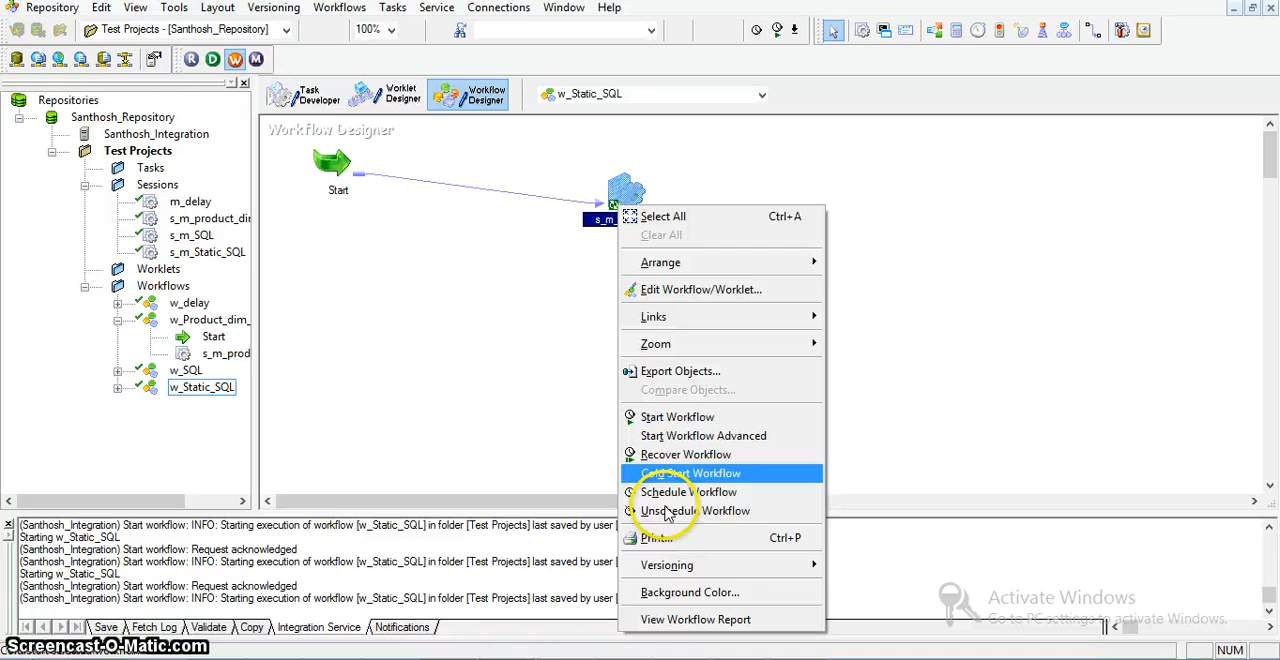 Repository Edit View Tools Layout Versioning Workflows Tasks Service Connections Window Help
Test Projects - [Santhosh_Repository] 100%
R D W M
Repositories
Santhosh_Repository
Santhosh_Integration
Test Projects
Tasks
Sessions
m_delay
s_m_product_di
s_m_SQL
s_m_Static_SQL
Worklets
Workflows
w_delay
w_Product_dim_
Start
s_m_prod
w_SQL
w_Static_SQL
Task Developer
Worklet Designer
Workflow Designer
w_Static_SQL
Workflow Designer
Start
s_m_
Select All Ctrl+A
Clear All
Arrange
Edit Workflow/Worklet...
Links
Zoom
Export Objects...
Compare Objects...
Start Workflow
Start Workflow Advanced
Recover Workflow
Cold Start Workflow
Schedule Workflow
Unschedule Workflow
Print... Ctrl+P
Versioning
Background Color...
View Workflow Report
(Santhosh_Integration) Start workflow: INFO: Starting execution of workflow [w_Static_SQL] in folder [Test Projects] last saved by user [
Starting w_Static_SQL
(Santhosh_Integration) Start workflow: Request acknowledged
(Santhosh_Integration) Start workflow: INFO: Starting execution of workflow [w_Static_SQL] in folder [Test Projects] last saved by user [
Starting w_Static_SQL
(Santhosh_Integration) Start workflow: Request acknowledged
(Santhosh_Integration) Start workflow: INFO: Starting execution of workflow [w_Static_SQL] in folder [Test Projects] last saved by user [
Save Fetch Log Validate Copy Integration Service Notifications
Activate Windows
Go to PC settings to activate Windows.
Screencast-O-Matic.com
NUM